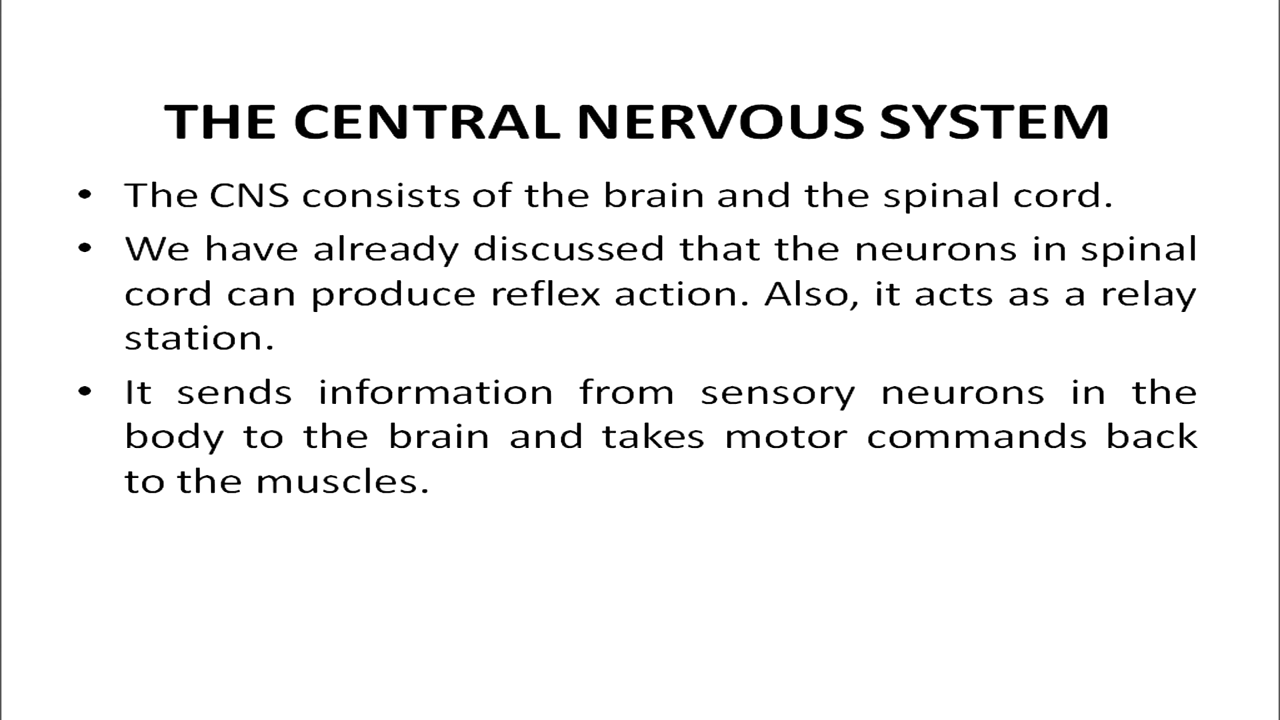 THE CENTRAL NERVOUS SYSTEM
• The CNS consists of the brain and the spinal cord.
• We have already discussed that the neurons in spinal
cord can produce reflex action. Also, it acts as a relay
station.
• It sends information from sensory neurons in the
body to the brain and takes motor commands back
to the muscles.